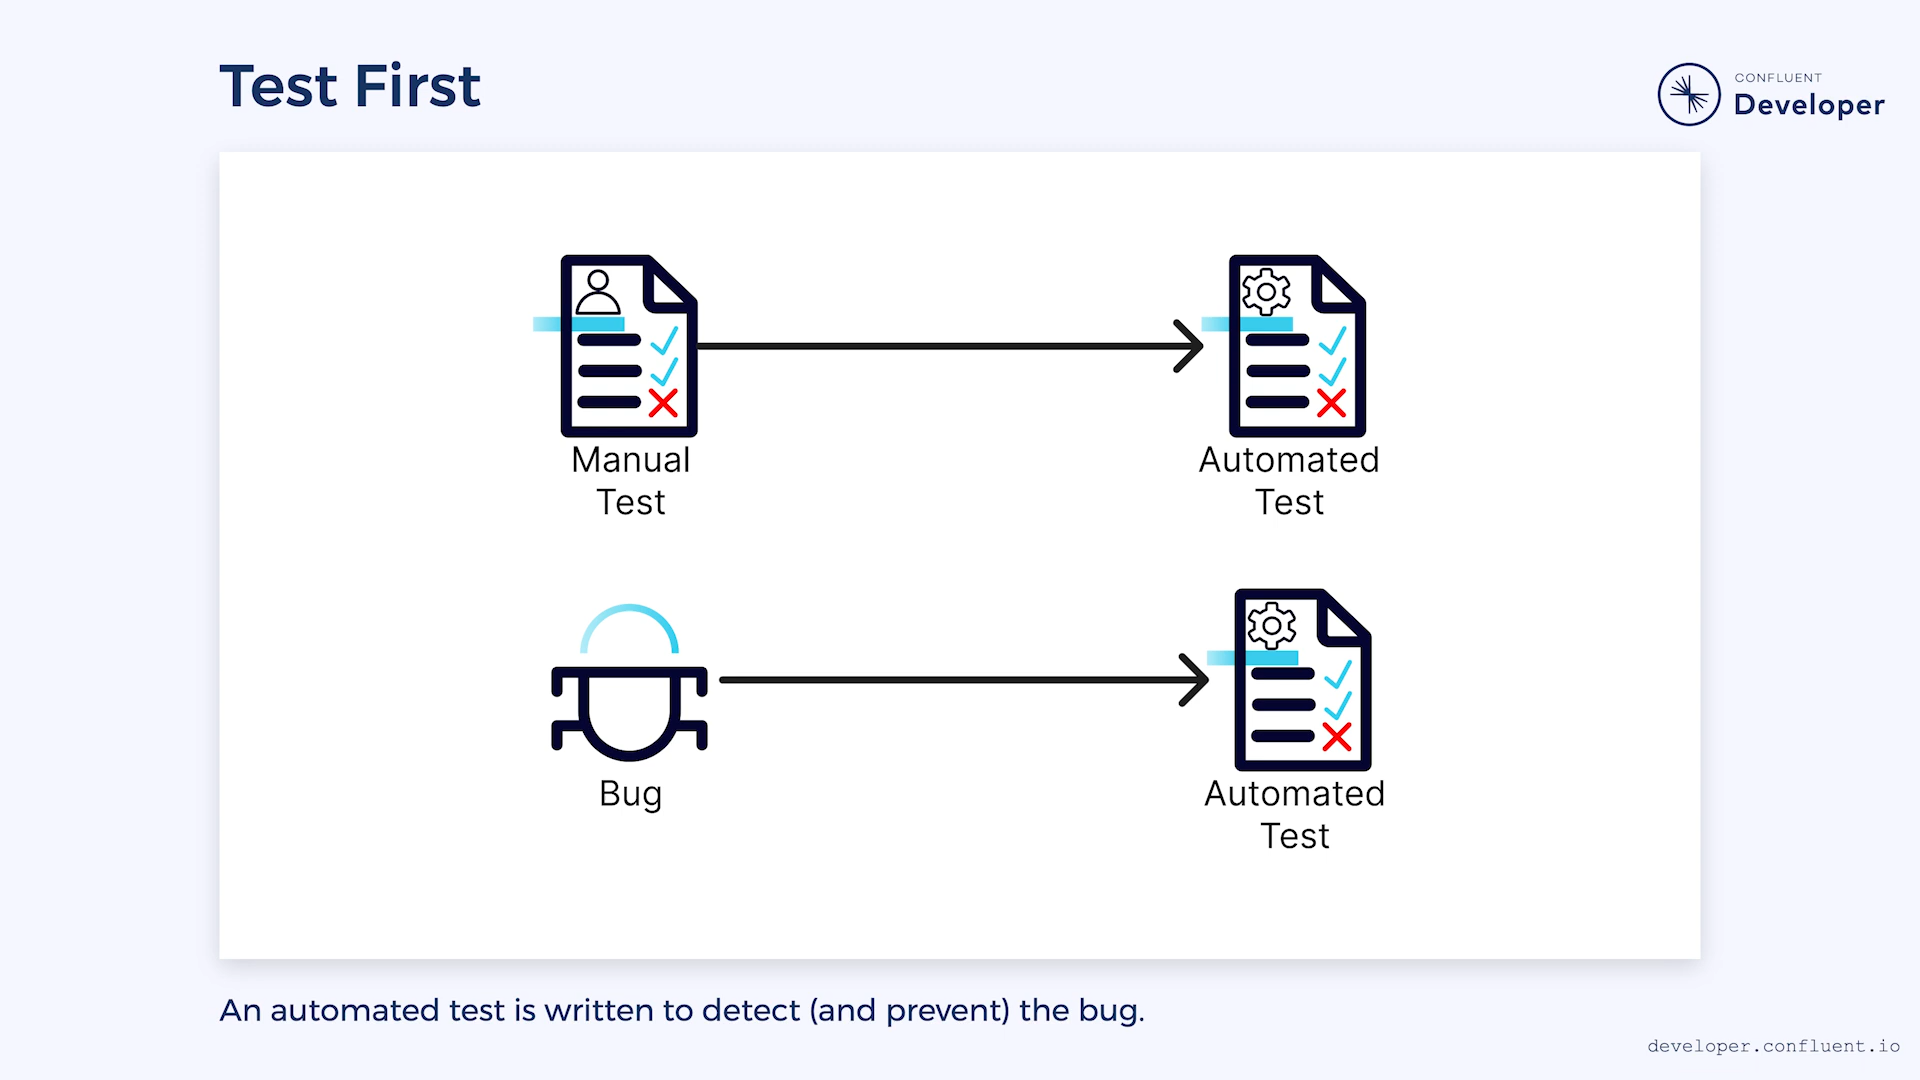 Test First
CONFLUENT
Developer
Manual
Test
Automated
Test
Bug
Automated
Test
An automated test is written to detect (and prevent) the bug.
developer.confluent.io